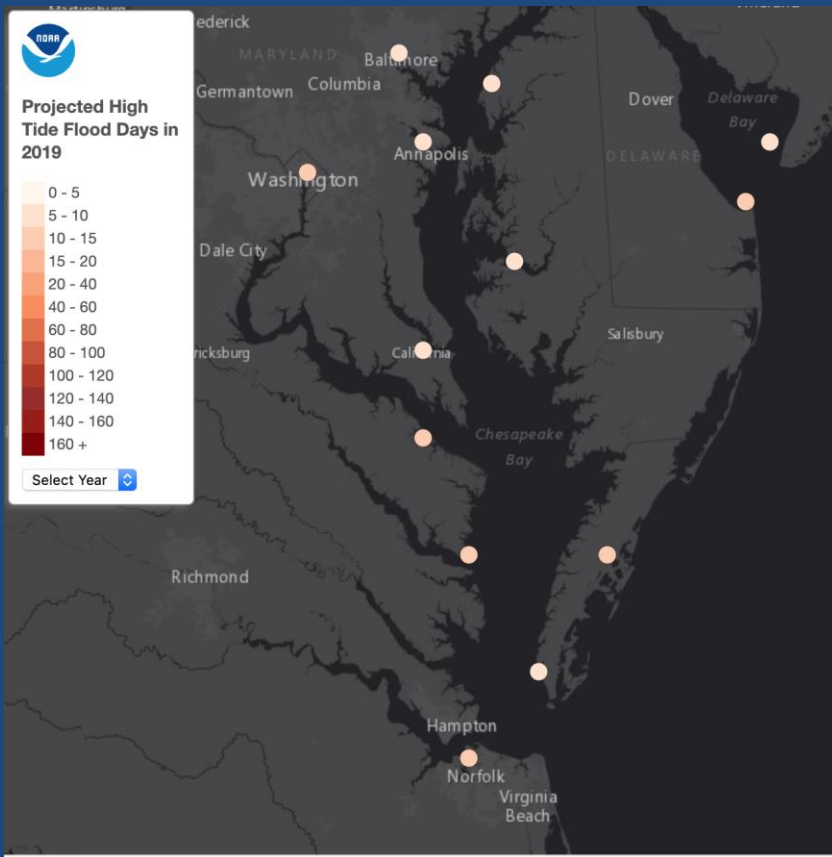 ederick
NOAA
MARYLAND
Baltimore
Columbia
Germantown
Projected High
Tide Flood Days in
2019
Dover
Delaware
Bay
Annapolis
DELAWARE
Washington
0 - 5
5 - 10
10 - 15
15 - 20
20 - 40
40 - 60
60 - 80
80 - 100
100 - 120
120 - 140
140 - 160
160 +
Dale City
Salisbury
ricksburg
California
Chesapeake
Bay
Select Year
Richmond
Hampton
Norfolk
Virginia
Beach